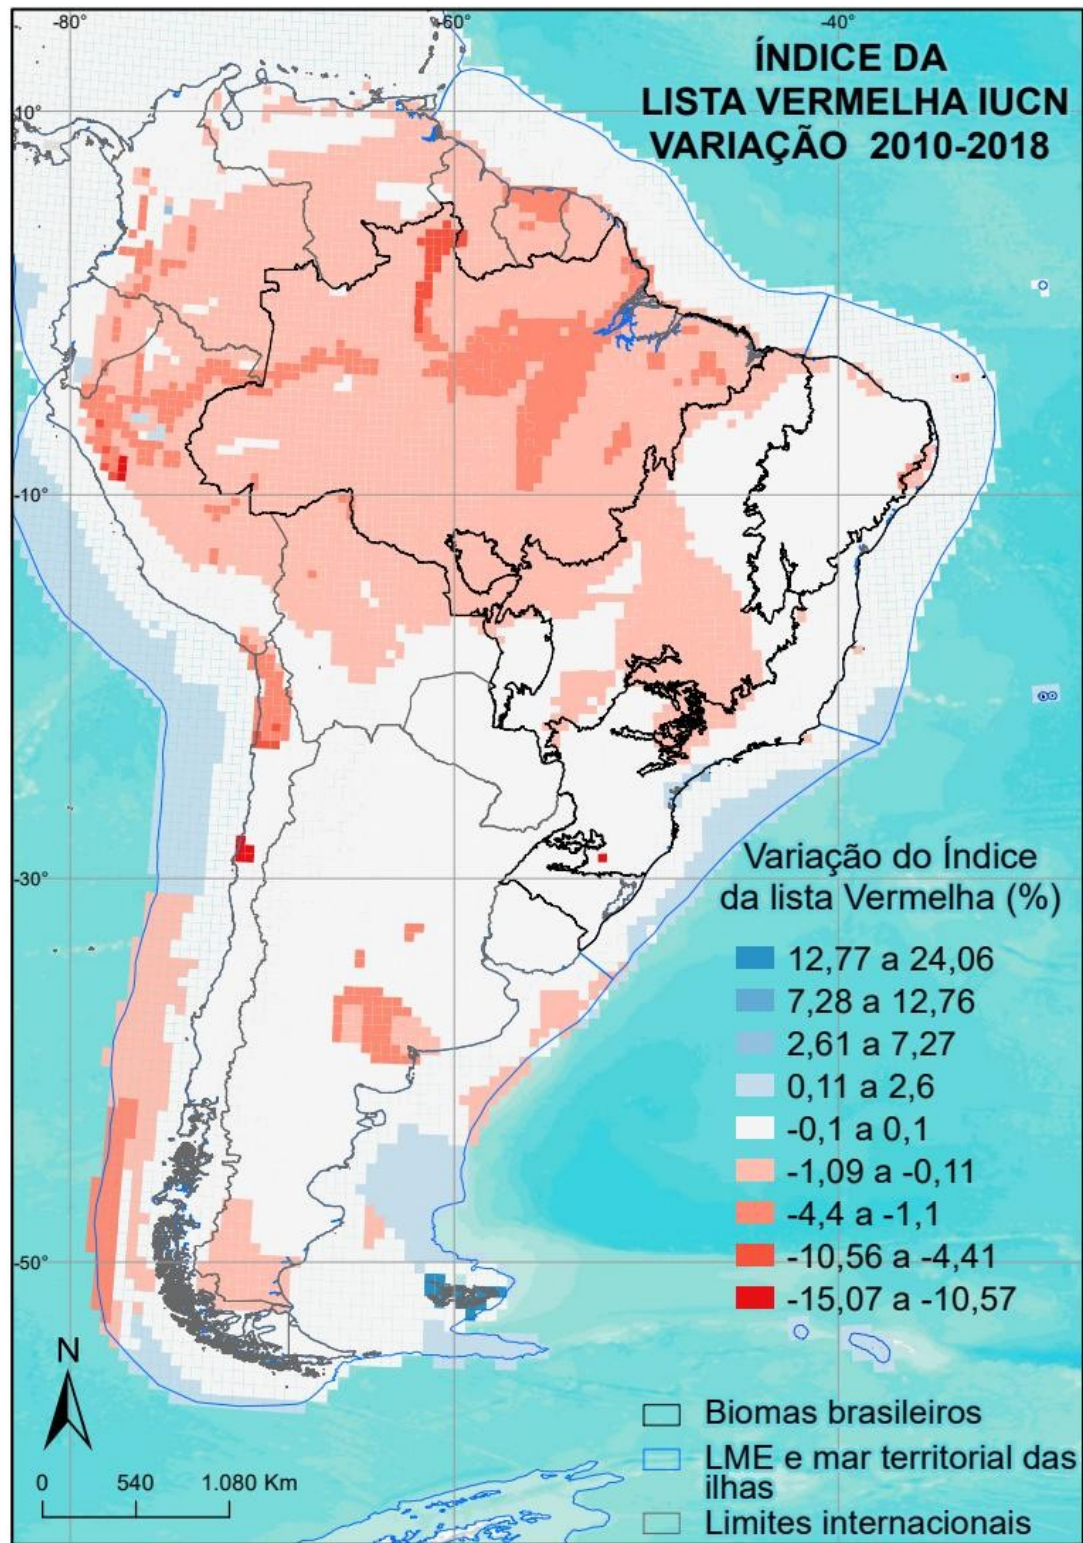 -80°
-60°
-40°
ÍNDICE DA
LISTA VERMELHA IUCN
VARIAÇÃO 2010-2018
10°
-10°
-30°
-50°
Variação do Índice
da lista Vermelha (%)
12,77 a 24,06
7,28 a 12,76
2,61 a 7,27
0,11 a 2,6
-0,1 a 0,1
-1,09 a -0,11
-4,4 a -1,1
-10,56 a -4,41
-15,07 a -10,57
N
0 540 1.080 Km
Biomas brasileiros
LME e mar territorial das
ilhas
Limites internacionais